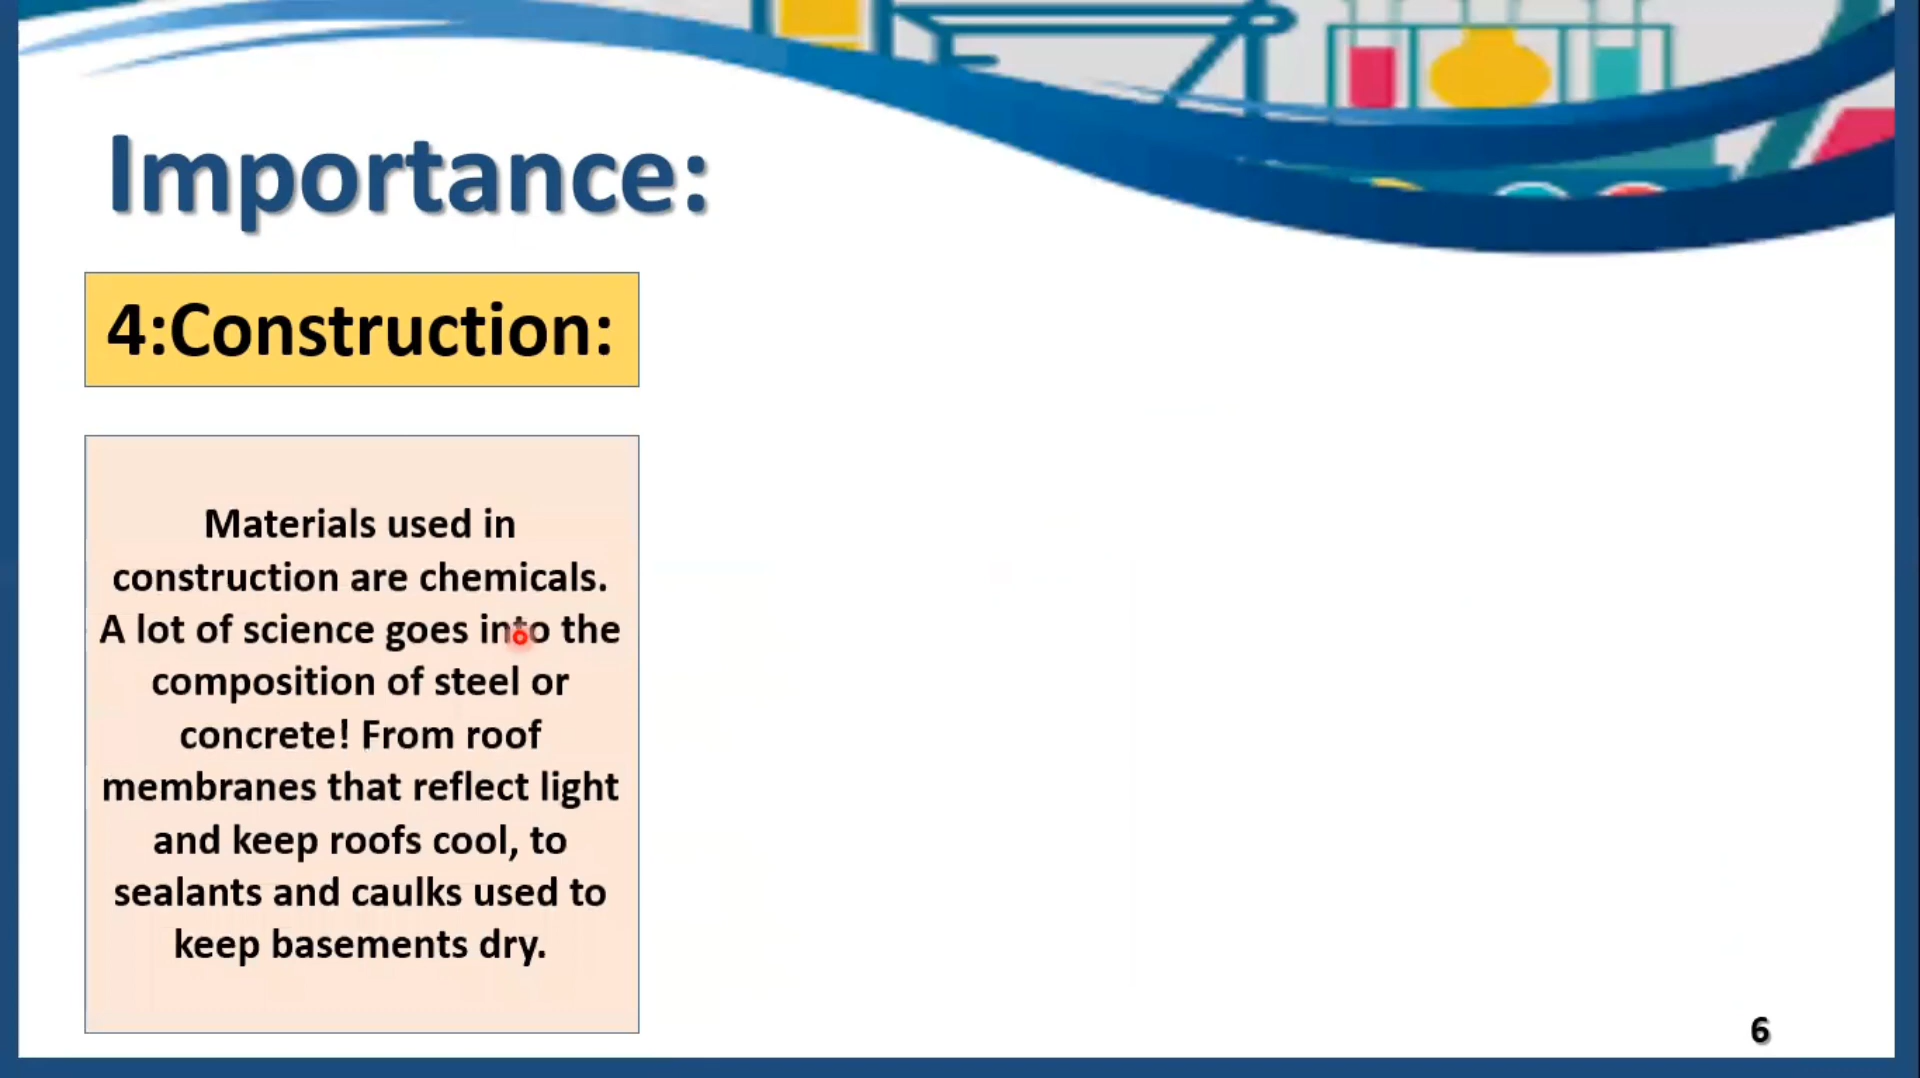 Importance:
4:Construction:
Materials used in
construction are chemicals.
A lot of science goes into the
composition of steel or
concrete! From roof
membranes that reflect light
and keep roofs cool, to
sealants and caulks used to
keep basements dry.
6